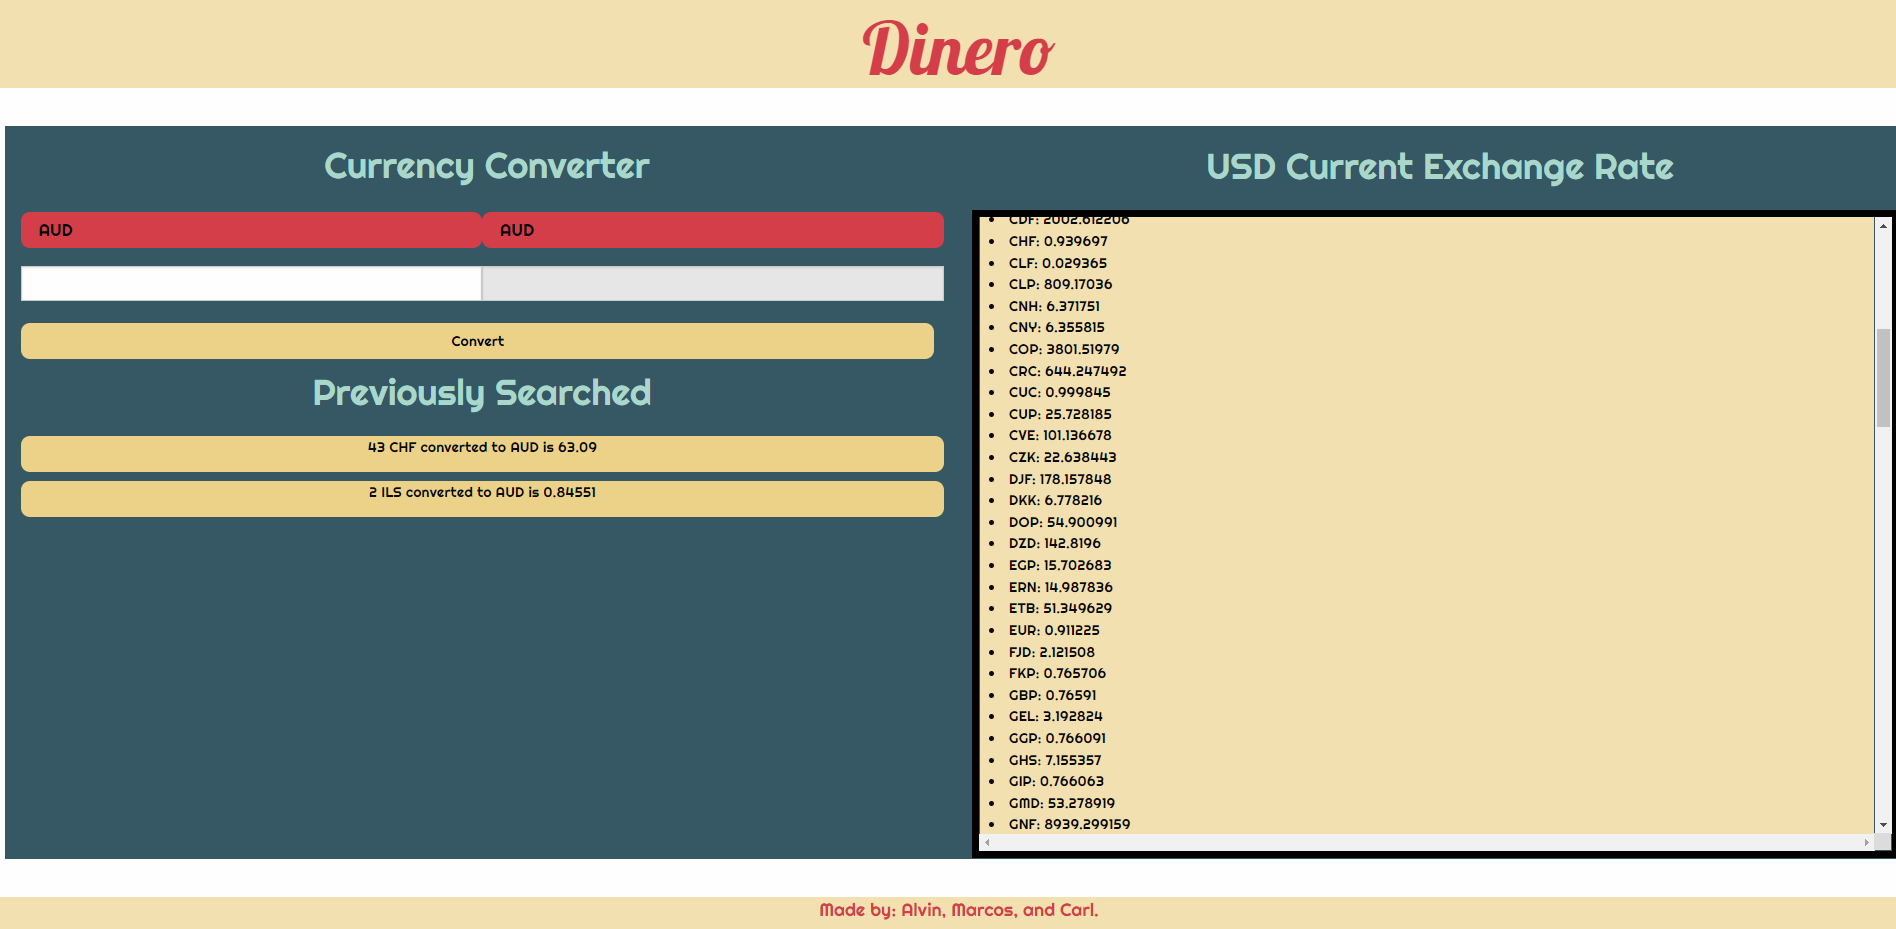 Dinero
Currency Converter
AUD
AUD
Convert
Previously Searched
43 CHF converted to AUD is 63.09
2 ILS converted to AUD is 0.84551
USD Current Exchange Rate
CDF: 2002.612206
CHF: 0.939697
CLF: 0.029365
CLP: 809.17036
CNH: 6.371751
CNY: 6.355815
COP: 3801.51979
CRC: 644.247492
CUC: 0.999845
CUP: 25.728185
CVE: 101.136678
CZK: 22.638443
DJF: 178.157848
DKK: 6.778216
DOP: 54.900991
DZD: 142.8196
EGP: 15.702683
ERN: 14.987836
ETB: 51.349629
EUR: 0.911225
FJD: 2.121508
FKP: 0.765706
GBP: 0.76591
GEL: 3.192824
GGP: 0.766091
GHS: 7.155357
GIP: 0.766063
GMD: 53.278919
GNF: 8939.299159
Made by: Alvin, Marcos, and Carl.